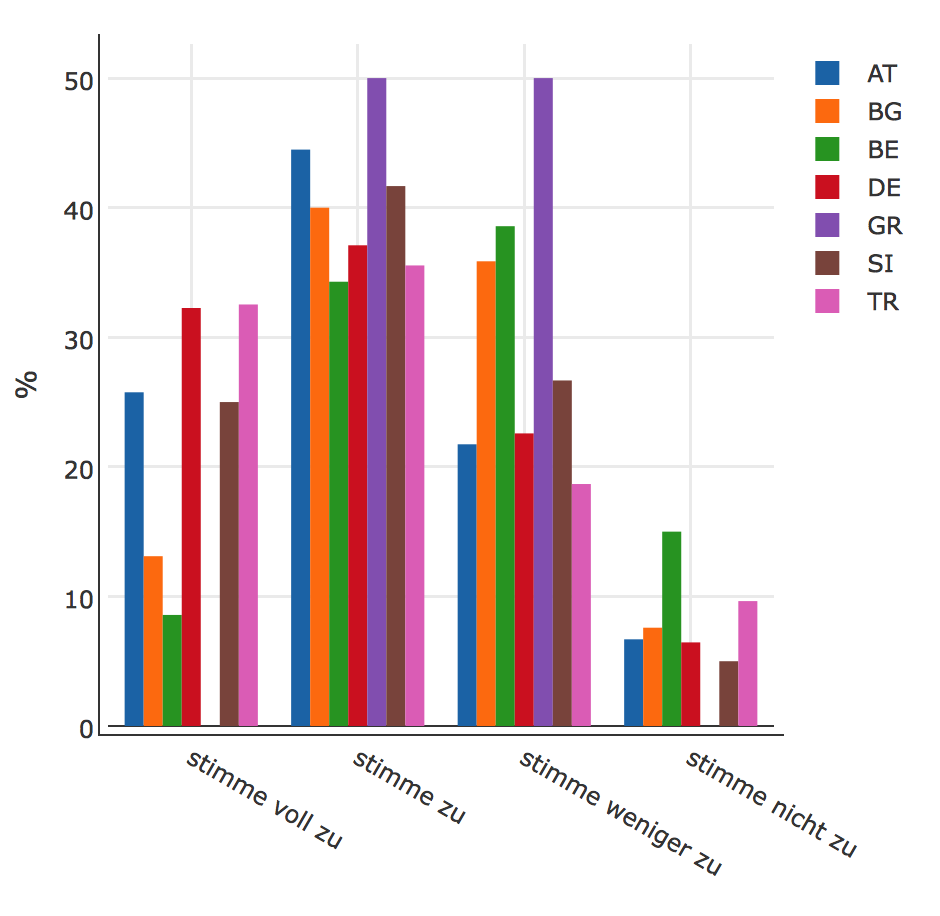 50
40
30
20
10
0
%
stimme voll zu
stimme zu
stimme weniger zu
stimme nicht zu
AT
BG
BE
DE
GR
SI
TR